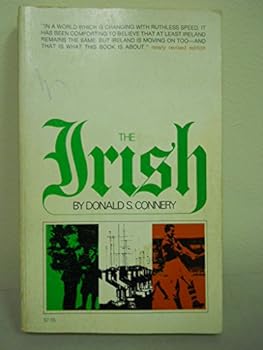 "IN A WORLD WHICH IS CHANGING WITH RUTHLESS SPEED, IT
HAS BEEN COMFORTING TO BELIEVE THAT AT LEAST IRELAND
REMAINS THE SAME. BUT IRELAND IS MOVING ON TOO—AND
THAT IS WHAT THIS BOOK IS ABOUT." newly revised edition
THE
Irish
BY DONALD S. CONNERY